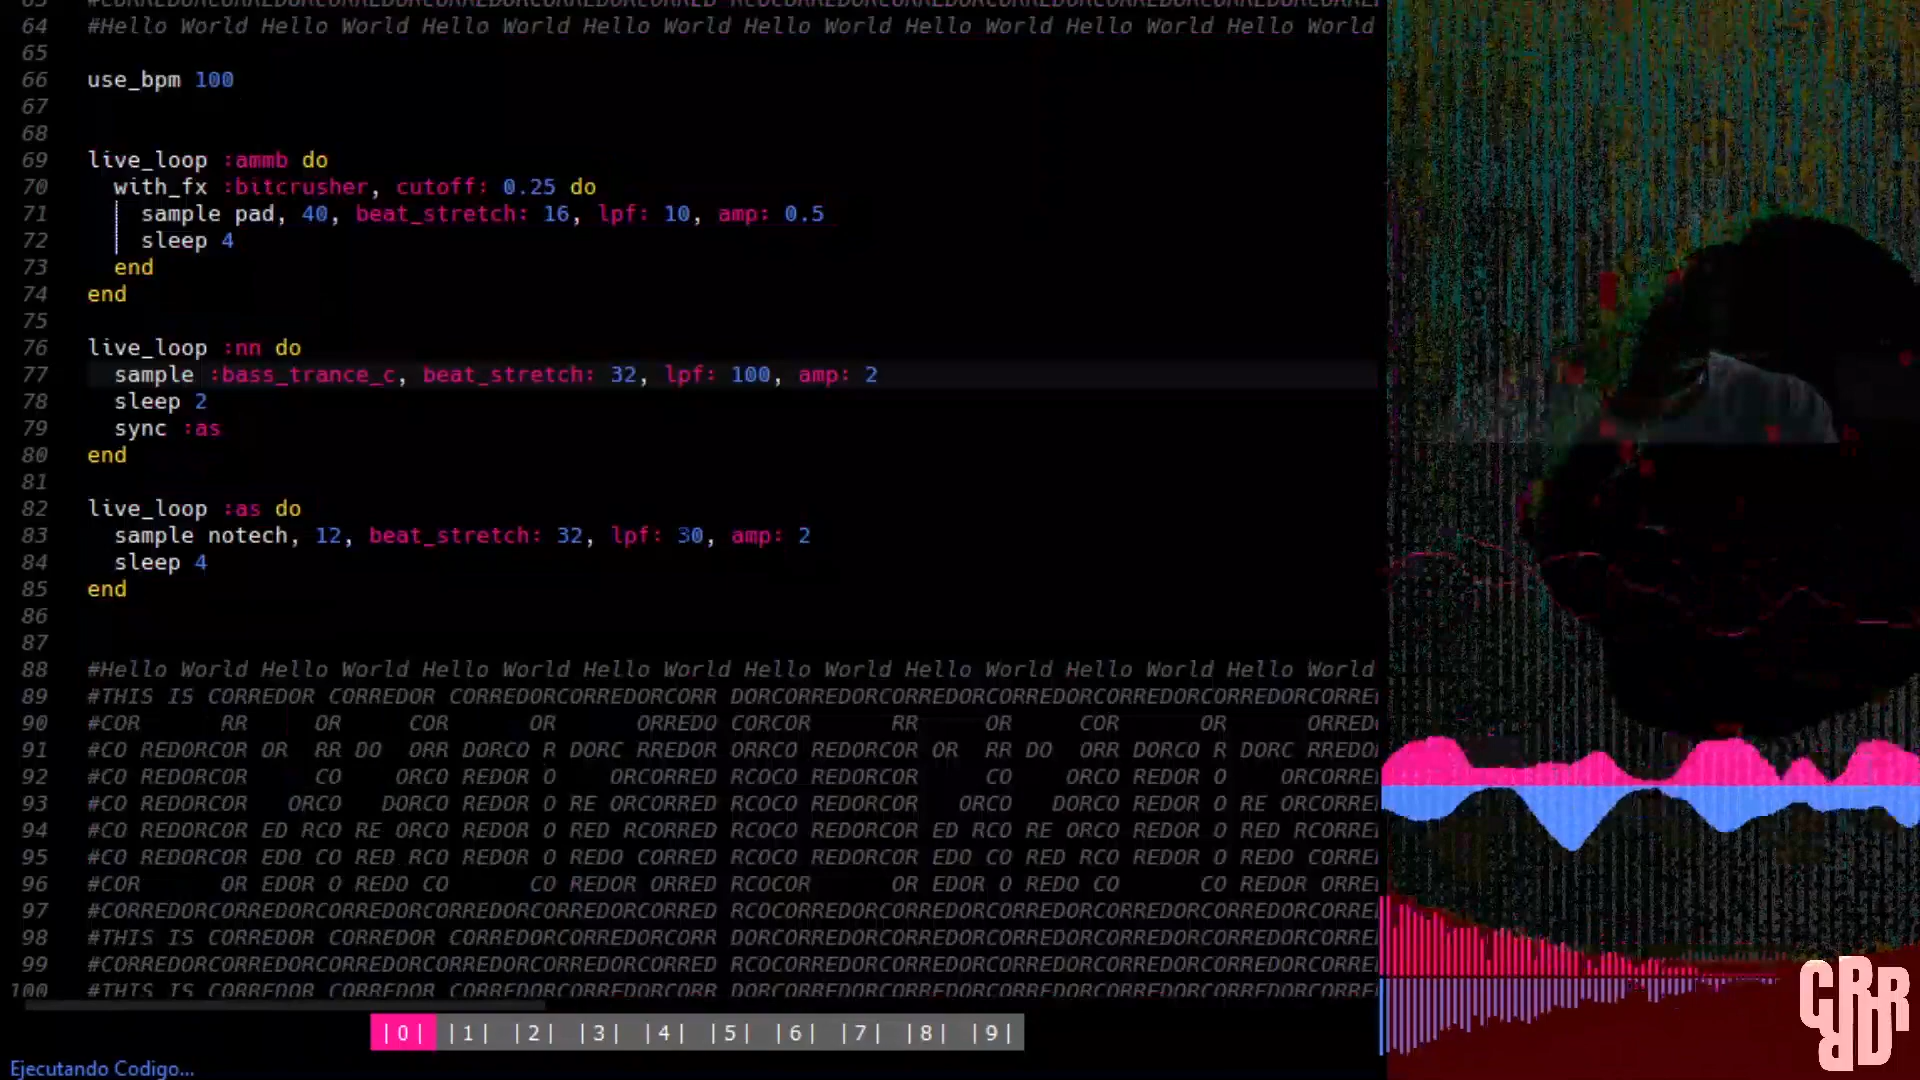 64 #Hello World Hello World Hello World Hello World Hello World Hello World Hello World Hello World
65
66 use_bpm 100
67
68
69 live_loop :ammb do
70 with_fx :bitcrusher, cutoff: 0.25 do
71 sample pad, 40, beat_stretch: 16, lpf: 10, amp: 0.5
72 sleep 4
73 end
74 end
75
76 live_loop :nn do
77 sample :bass_trance_c, beat_stretch: 32, lpf: 100, amp: 2
78 sleep 2
79 sync :as
80 end
81
82 live_loop :as do
83 sample notech, 12, beat_stretch: 32, lpf: 30, amp: 2
84 sleep 4
85 end
86
87
88 #Hello World Hello World Hello World Hello World Hello World Hello World Hello World Hello World
89 #THIS IS CORREDOR CORREDOR CORREDORCORREDORCORR DORCORREDORCORREDORCORREDORCORREDORCORRE
90 #COR RR OR COR OR ORREDO CORCOR RR OR COR OR ORRED
91 #CO REDORCOR OR RR DO ORR DORCO R DORC RREDOR ORRCO REDORCOR OR RR DO ORR DORCO R DORC RREDO
92 #CO REDORCOR CO ORCO REDOR O ORCORRED RCOCO REDORCOR CO ORCO REDOR O ORCORRE
93 #CO REDORCOR ORCO DORCO REDOR O RE ORCORRED RCOCO REDORCOR ORCO DORCO REDOR O RE ORCORRE
94 #CO REDORCOR ED RCO RE ORCO REDOR O RED RCORRED RCOCO REDORCOR ED RCO RE ORCO REDOR O RED RCORRE
95 #CO REDORCOR EDO CO RED RCO REDOR O REDO CORRED RCOCO REDORCOR EDO CO RED RCO REDOR O REDO CORRE
96 #COR OR EDOR O REDO CO CO REDOR ORRED RCOCOR OR EDOR O REDO CO CO REDOR ORRE
97 #CORREDORCORREDORCORREDORCORREDORCORREDORCORRED RCOCORREDORCORREDORCORREDORCORREDORCORRE
98 #THIS IS CORREDOR CORREDOR CORREDORCORREDORCORR DORCORREDORCORREDORCORREDORCORREDORCORRE
99 #CORREDORCORREDORCORREDORCORREDORCORREDORCORRED RCOCORREDORCORREDORCORREDORCORREDORCORRE
100 #THIS IS CORREDOR CORREDOR CORREDORCORREDORCORR DORCORREDORCORREDORCORREDORCORREDORCORRE
|0| |1| |2| |3| |4| |5| |6| |7| |8| |9|
Ejecutando Codigo...